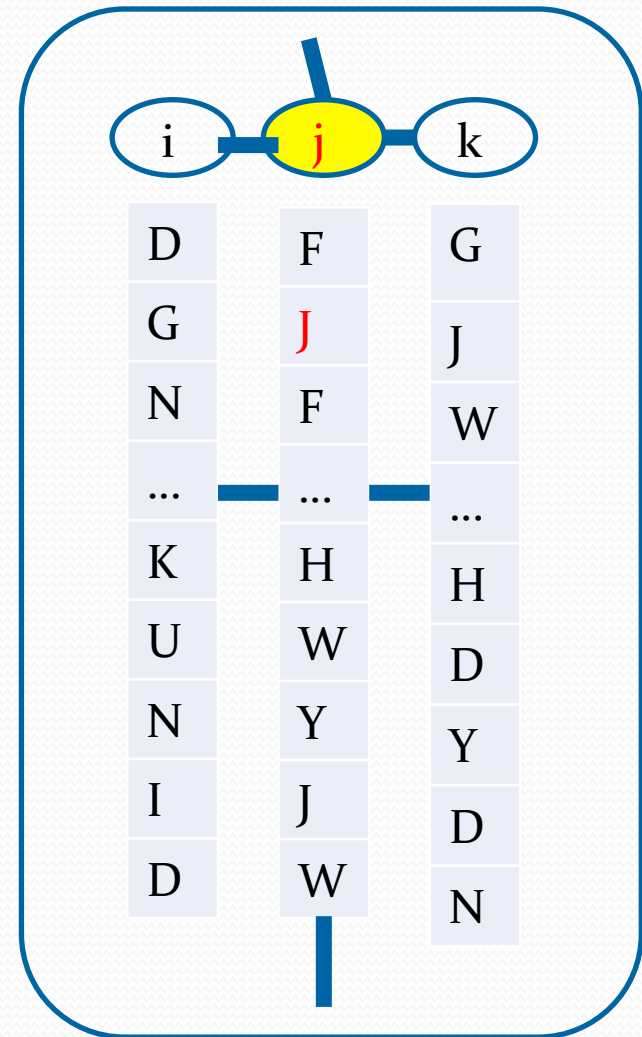 i j k
D F G
G J J
N F W
... ... ...
K H H
U W D
N Y Y
I J D
D W N